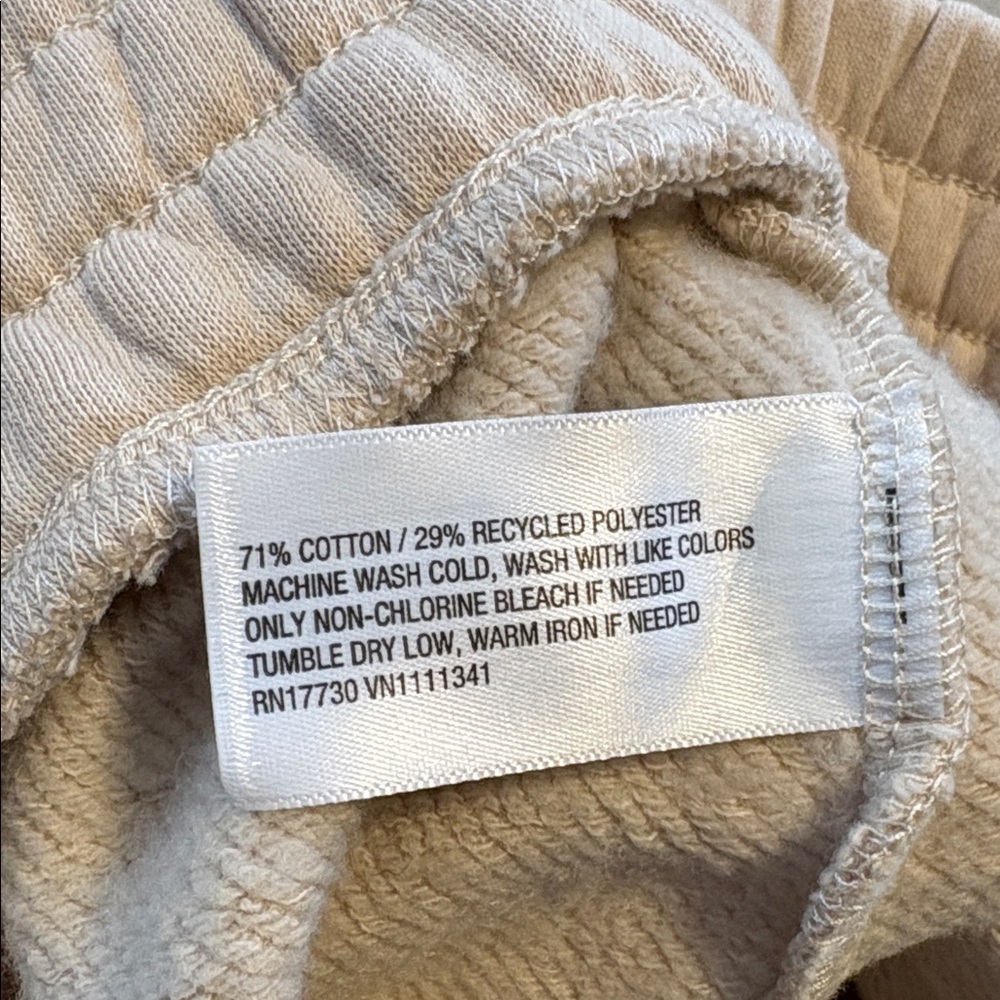 71% COTTON / 29% RECYCLED POLYESTER
MACHINE WASH COLD, WASH WITH LIKE COLORS
ONLY NON-CHLORINE BLEACH IF NEEDED
TUMBLE DRY LOW, WARM IRON IF NEEDED
RN17730 VN1111341